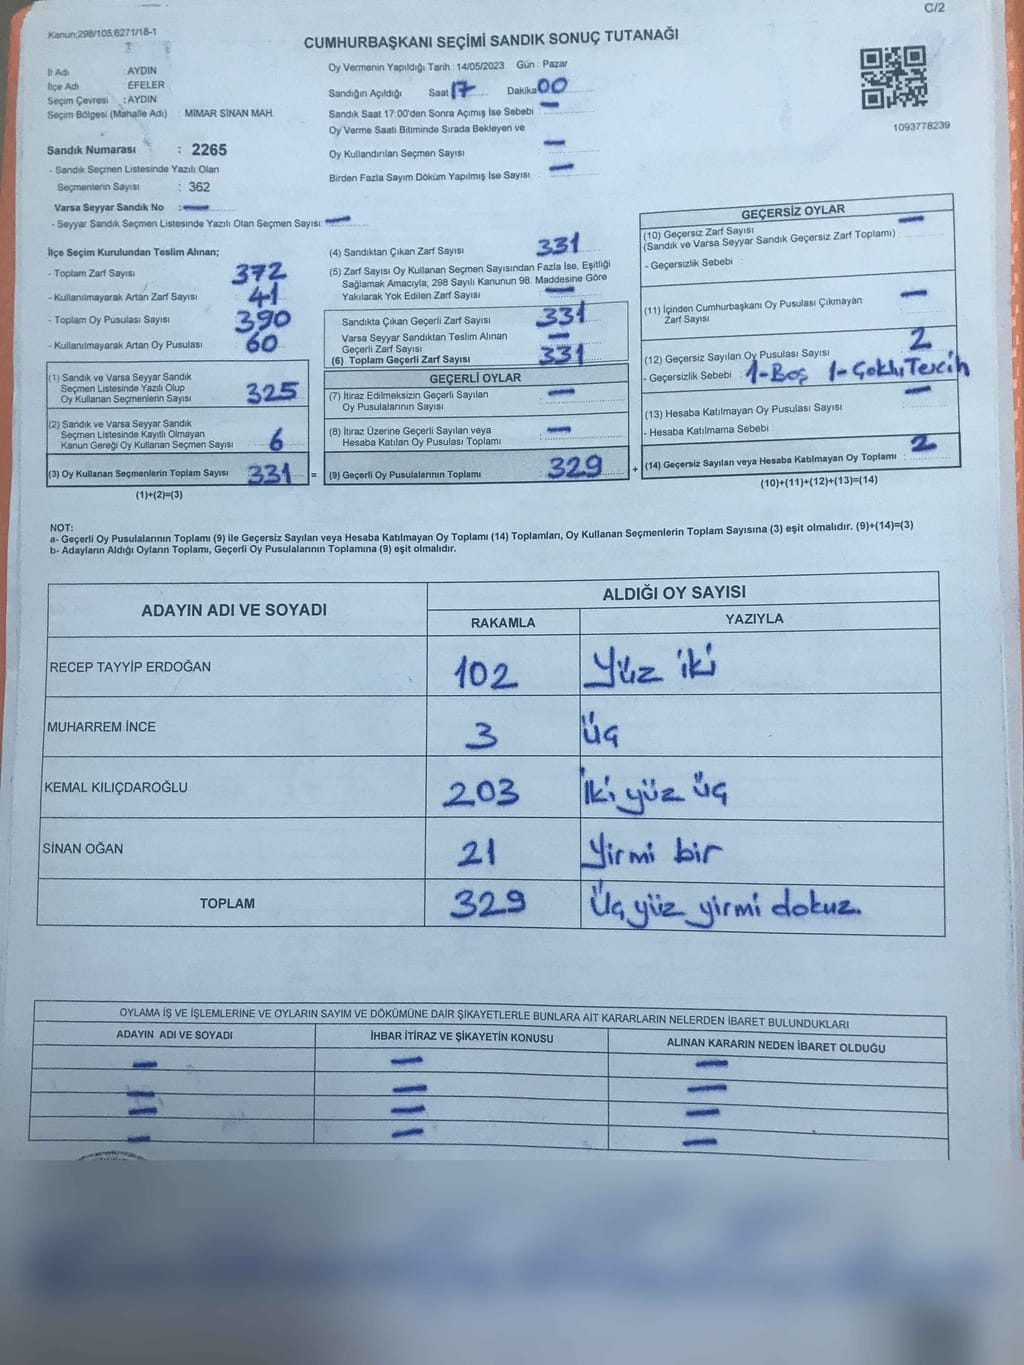 C/2
Kanun;298/105,6271/18-1
CUMHURBAŞKANI SEÇİMİ SANDIK SONUÇ TUTANAĞI
İl Adı : AYDIN
İlçe Adı : EFELER
Seçim Çevresi : AYDIN
Seçim Bölgesi (Mahalle Adı) : MİMAR SİNAN MAH.
Sandık Numarası : 2265
- Sandık Seçmen Listesinde Yazılı Olan
Seçmenlerin Sayısı : 362
Varsa Seyyar Sandık No : —
- Seyyar Sandık Seçmen Listesinde Yazılı Olan Seçmen Sayısı: —
Oy Vermenin Yapıldığı Tarih : 14/05/2023 Gün : Pazar
Sandığın Açıldığı Saat 17 Dakika 00
Sandık Saat 17:00'den Sonra Açımış İse Sebebi : —
Oy Verme Saati Bitiminde Sırada Bekleyen ve
Oy Kullandırılan Seçmen Sayısı : —
Birden Fazla Sayım Döküm Yapılmış İse Sayısı : —
1093778239
İlçe Seçim Kurulundan Teslim Alınan;
- Toplam Zarf Sayısı 372
- Kullanılmayarak Artan Zarf Sayısı 41
- Toplam Oy Pusulası Sayısı 390
- Kullanılmayarak Artan Oy Pusulası 60
(1) Sandık ve Varsa Seyyar Sandık
Seçmen Listesinde Yazılı Olup
Oy Kullanan Seçmenlerin Sayısı 325
(2) Sandık ve Varsa Seyyar Sandık
Seçmen Listesinde Kayıtlı Olmayan
Kanun Gereği Oy Kullanan Seçmen Sayısı 6
(3) Oy Kullanan Seçmenlerin Toplam Sayısı 331 =
(1)+(2)=(3)
(4) Sandıktan Çıkan Zarf Sayısı 331
(5) Zarf Sayısı Oy Kullanan Seçmen Sayısından Fazla İse, Eşitliği
Sağlamak Amacıyla, 298 Sayılı Kanunun 98. Maddesine Göre
Yakılarak Yok Edilen Zarf Sayısı : —
Sandıkta Çıkan Geçerli Zarf Sayısı 331
Varsa Seyyar Sandıktan Teslim Alınan
Geçerli Zarf Sayısı : —
(6) Toplam Geçerli Zarf Sayısı 331
GEÇERLİ OYLAR
(7) İtiraz Edilmeksizin Geçerli Sayılan
Oy Pusulalarının Sayısı : —
(8) İtiraz Üzerine Geçerli Sayılan veya
Hesaba Katılan Oy Pusulası Toplamı : —
(9) Geçerli Oy Pusulalarının Toplamı : 329 +
GEÇERSİZ OYLAR
(10) Geçersiz Zarf Sayısı
(Sandık ve Varsa Seyyar Sandık Geçersiz Zarf Toplamı) : —
- Geçersizlik Sebebi :
(11) İçinden Cumhurbaşkanı Oy Pusulası Çıkmayan
Zarf Sayısı —
(12) Geçersiz Sayılan Oy Pusulası Sayısı : 2
- Geçersizlik Sebebi : 1-Boş 1-Çoklu Tercih
(13) Hesaba Katılmayan Oy Pusulası Sayısı —
- Hesaba Katılmama Sebebi :
(14) Geçersiz Sayılan veya Hesaba Katılmayan Oy Toplamı : 2
(10)+(11)+(12)+(13)=(14)
NOT:
a- Geçerli Oy Pusulalarının Toplamı (9) ile Geçersiz Sayılan veya Hesaba Katılmayan Oy Toplamı (14) Toplamları, Oy Kullanan Seçmenlerin Toplam Sayısına (3) eşit olmalıdır. (9)+(14)=(3)
b- Adayların Aldığı Oyların Toplamı, Geçerli Oy Pusulalarının Toplamına (9) eşit olmalıdır.
ADAYIN ADI VE SOYADI ALDIĞI OY SAYISI
RAKAMLA YAZIYLA
RECEP TAYYİP ERDOĞAN 102 Yüz iki
MUHARREM İNCE 3 Üç
KEMAL KILIÇDAROĞLU 203 İki yüz üç
SİNAN OĞAN 21 Yirmi bir
TOPLAM 329 Üç yüz yirmi dokuz.
OYLAMA İŞ VE İŞLEMLERİNE VE OYLARIN SAYIM VE DÖKÜMÜNE DAİR ŞİKAYETLERLE BUNLARA AİT KARARLARIN NELERDEN İBARET BULUNDUKLARI
ADAYIN ADI VE SOYADI İHBAR İTİRAZ VE ŞİKAYETİN KONUSU ALINAN KARARIN NEDEN İBARET OLDUĞU
— — —
— — —
— — —
— — —